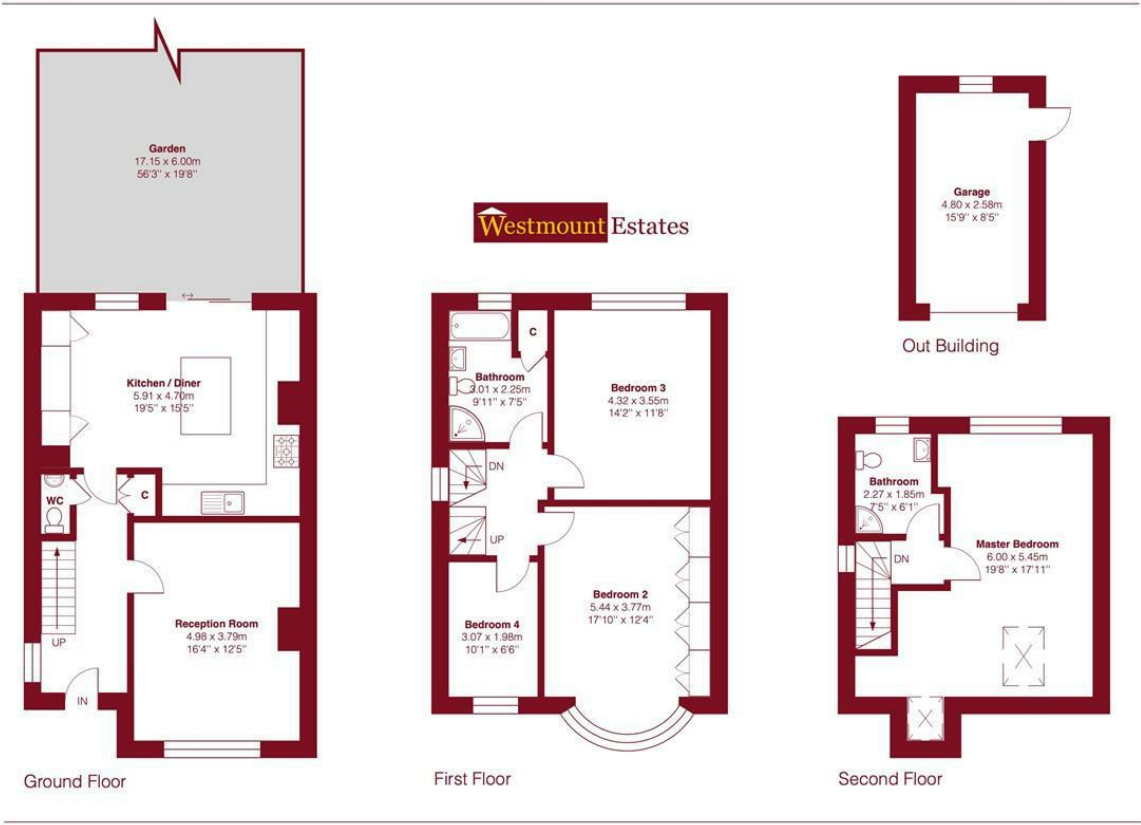 Garden
17.15 x 6.00m
56'3" x 19'8"
Westmount Estates
Garage
4.80 x 2.58m
15'9" x 8'5"
Out Building
Kitchen / Diner
5.91 x 4.70m
19'5" x 15'5"
WC
C
UP
IN
Reception Room
4.98 x 3.79m
16'4" x 12'5"
Ground Floor
C
Bathroom
3.01 x 2.25m
9'11" x 7'5"
Bedroom 3
4.32 x 3.55m
14'2" x 11'8"
DN
UP
Bedroom 2
5.44 x 3.77m
17'10" x 12'4"
Bedroom 4
3.07 x 1.98m
10'1" x 6'6"
First Floor
Bathroom
2.27 x 1.85m
7'5" x 6'1"
DN
Master Bedroom
6.00 x 5.45m
19'8" x 17'11"
Second Floor